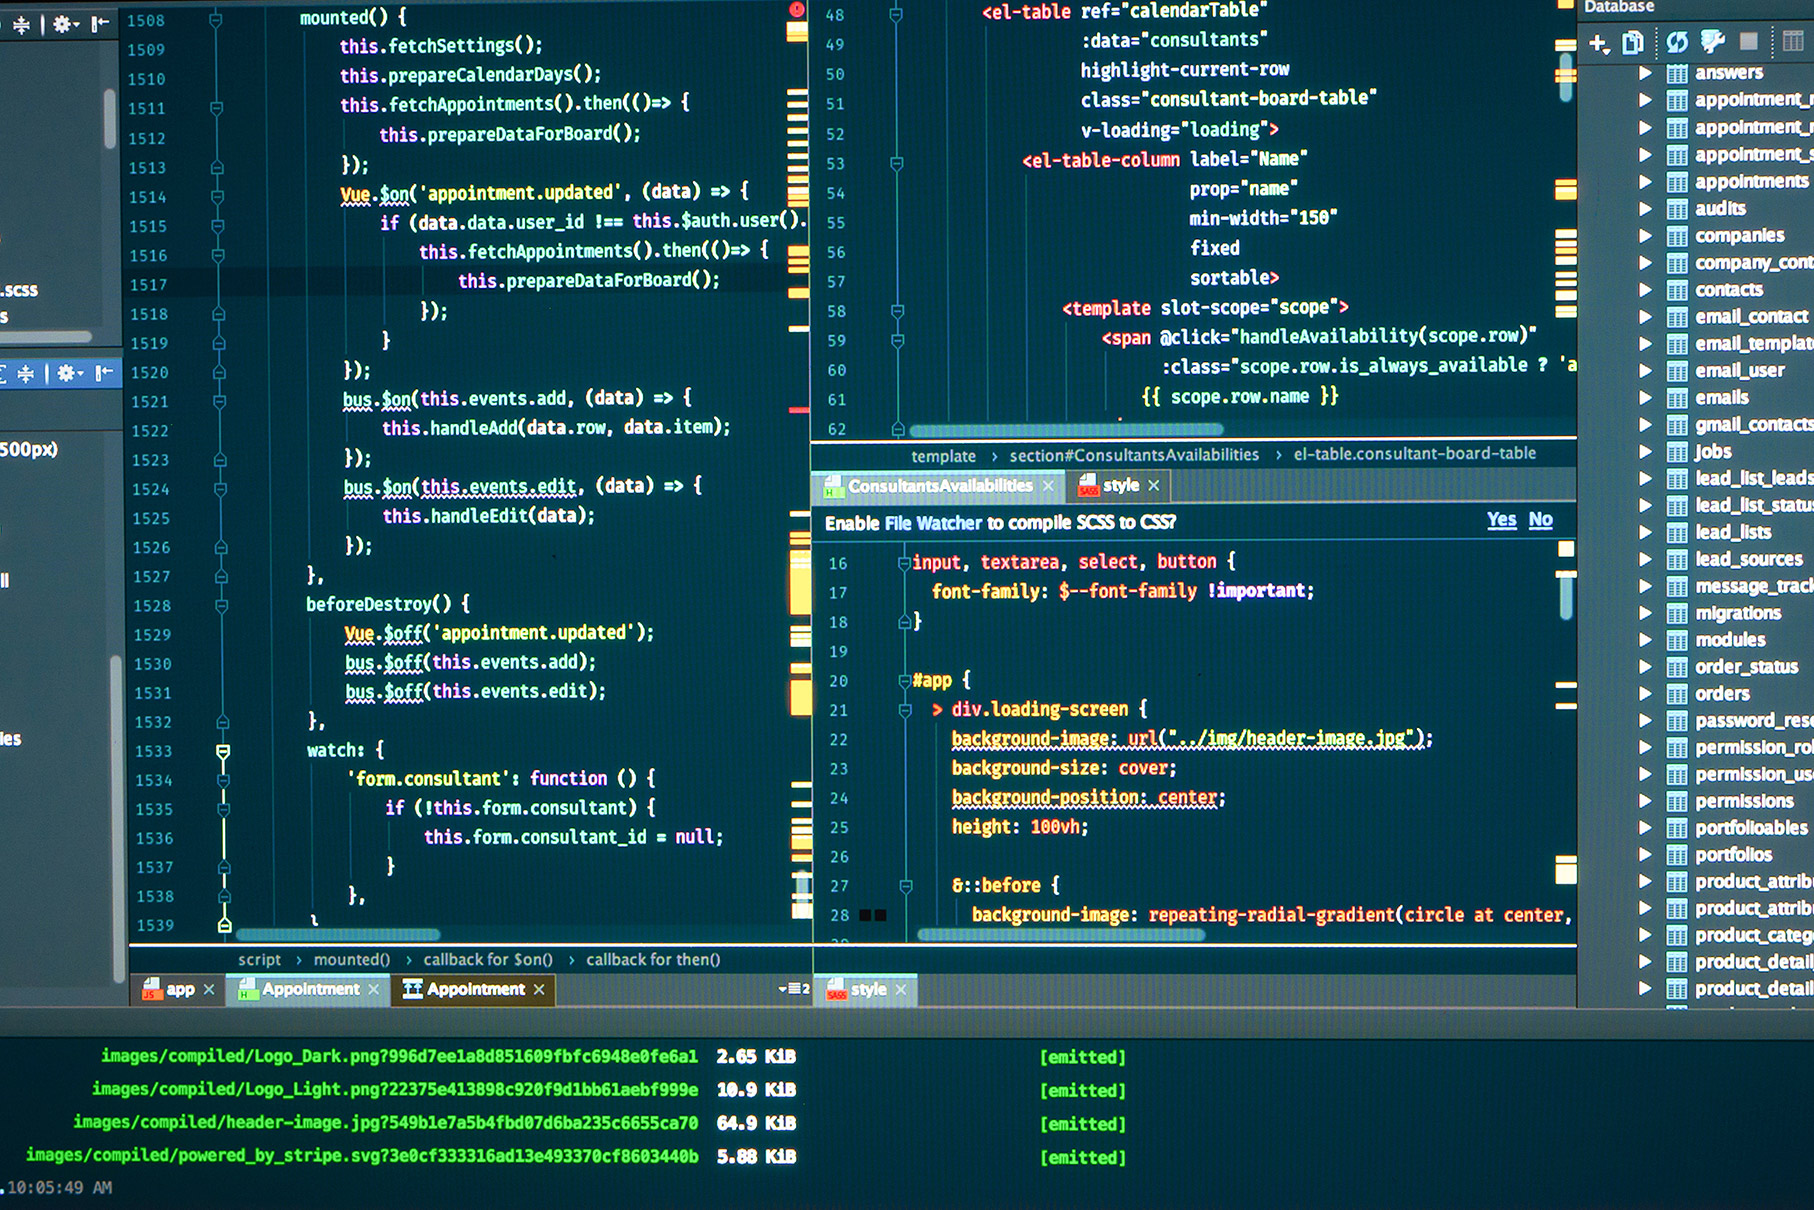 .scss
s
500px)
ll
les
1508 mounted() {
1509 this.fetchSettings();
1510 this.prepareCalendarDays();
1511 this.fetchAppointments().then(()=> {
1512 this.prepareDataForBoard();
1513 });
1514 Vue.$on('appointment.updated', (data) => {
1515 if (data.data.user_id !== this.$auth.user().
1516 this.fetchAppointments().then(()=> {
1517 this.prepareDataForBoard();
1518 });
1519 }
1520 });
1521 bus.$on(this.events.add, (data) => {
1522 this.handleAdd(data.row, data.item);
1523 });
1524 bus.$on(this.events.edit, (data) => {
1525 this.handleEdit(data);
1526 });
1527 },
1528 beforeDestroy() {
1529 Vue.$off('appointment.updated');
1530 bus.$off(this.events.add);
1531 bus.$off(this.events.edit);
1532 },
1533 watch: {
1534 'form.consultant': function () {
1535 if (!this.form.consultant) {
1536 this.form.consultant_id = null;
1537 }
1538 },
1539
script > mounted() > callback for $on() > callback for then()
JS app × H Appointment × Appointment × 2
48 <el-table ref="calendarTable"
49 :data="consultants"
50 highlight-current-row
51 class="consultant-board-table"
52 v-loading="loading">
53 <el-table-column label="Name"
54 prop="name"
55 min-width="150"
56 fixed
57 sortable>
58 <template slot-scope="scope">
59 <span @click="handleAvailability(scope.row)"
60 :class="scope.row.is_always_available ? 'a
61 {{ scope.row.name }}
62
template > section#ConsultantsAvailabilities > el-table.consultant-board-table
H ConsultantsAvailabilities × SASS style ×
Enable File Watcher to compile SCSS to CSS? Yes No
16 input, textarea, select, button {
17 font-family: $--font-family !important;
18 }
19
20 #app {
21 > div.loading-screen {
22 background-image: url("../img/header-image.jpg");
23 background-size: cover;
24 background-position: center;
25 height: 100vh;
26
27 &::before {
28 background-image: repeating-radial-gradient(circle at center,
SASS style ×
Database
answers
appointment_
appointment_
appointment_s
appointments
audits
companies
company_cont
contacts
email_contact
email_template
email_user
emails
gmail_contacts
jobs
lead_list_leads
lead_list_status
lead_lists
lead_sources
message_track
migrations
modules
order_status
orders
password_rese
permission_rol
permission_use
permissions
portfolioables
portfolios
product_attribu
product_attribu
product_catego
product_detail
product_detail
images/compiled/Logo_Dark.png?996d7ee1a8d851609fbfc6948e0fe6a1 2.65 KiB [emitted]
images/compiled/Logo_Light.png?22375e413898c920f9d1bb61aebf999e 10.9 KiB [emitted]
images/compiled/header-image.jpg?549b1e7a5b4fbd07d6ba235c6655ca70 64.9 KiB [emitted]
images/compiled/powered_by_stripe.svg?3e0cf333316ad13e493370cf8603440b 5.88 KiB [emitted]
.10:05:49 AM